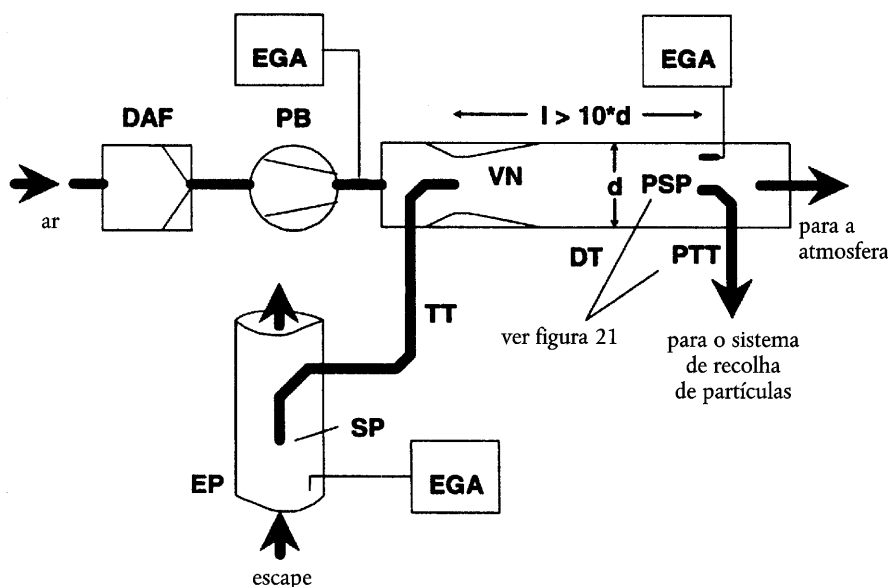 EGA
EGA
DAF
PB
l > 10*d
ar
VN
d
PSP
para a
atmosfera
DT
PTT
TT
ver figura 21
para o sistema
de recolha
de partículas
SP
EP
EGA
escape